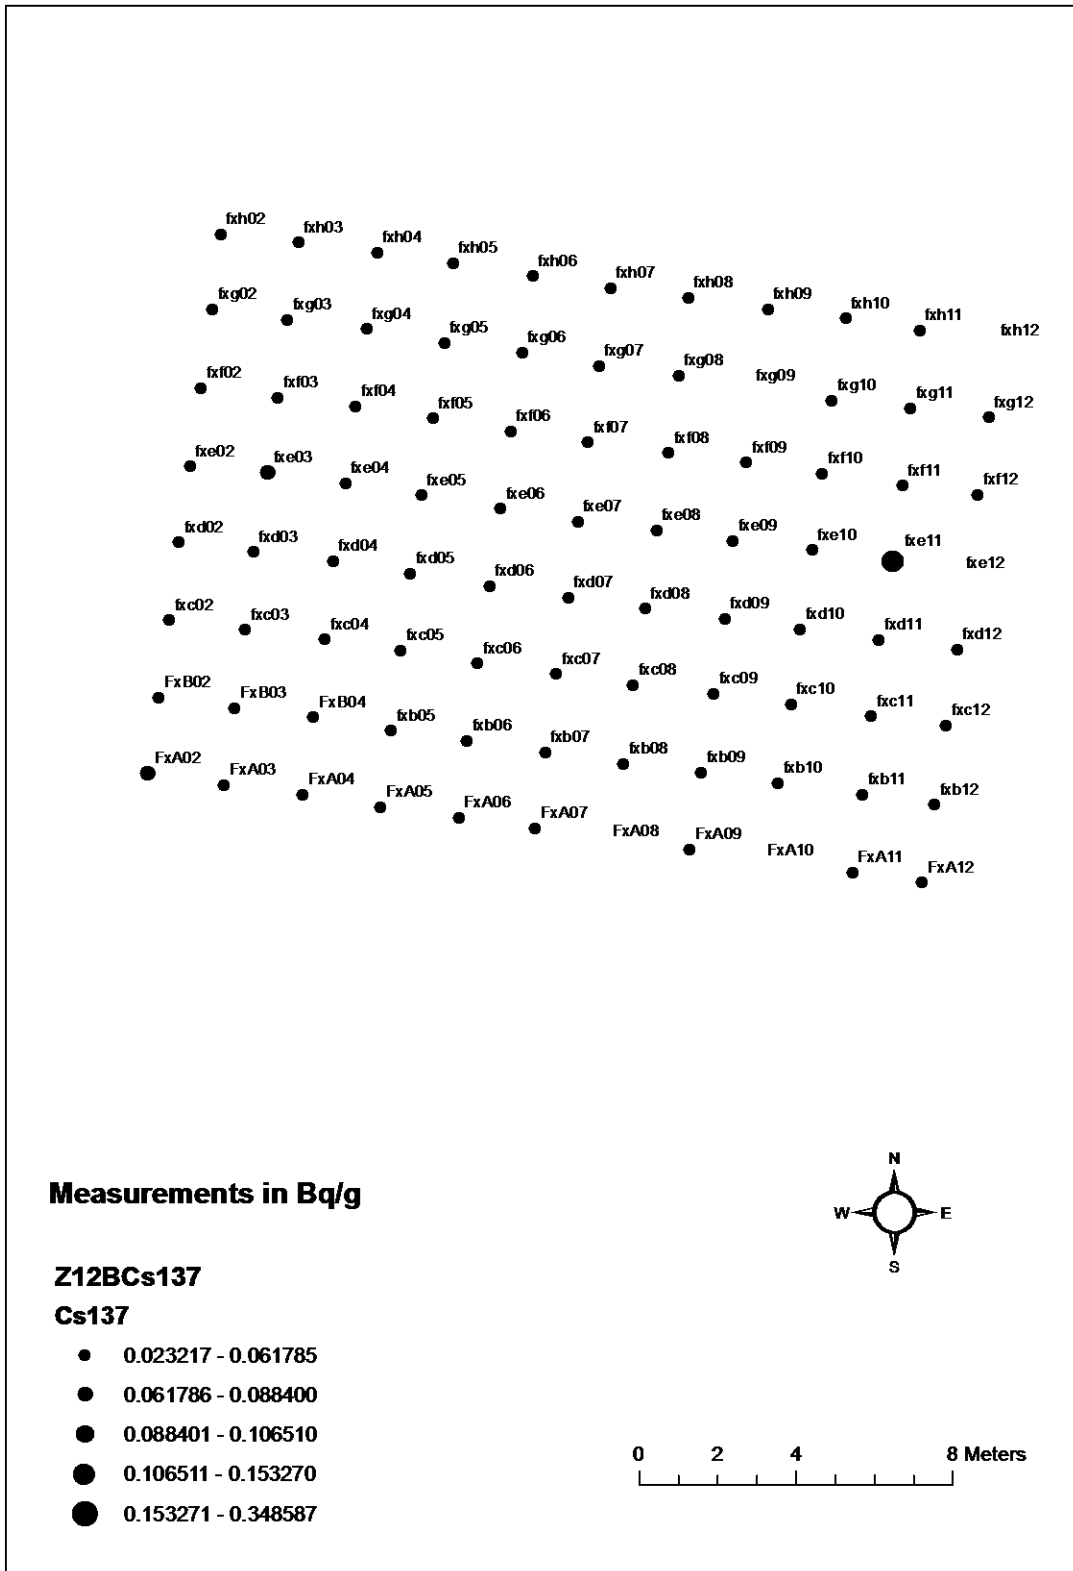 fxh02 fxh03 fxh04 fxh05 fxh06 fxh07 fxh08 fxh09 fxh10 fxh11 fxh12
fxg02 fxg03 fxg04 fxg05 fxg06 fxg07 fxg08 fxg09 fxg10 fxg11 fxg12
fxf02 fxf03 fxf04 fxf05 fxf06 fxf07 fxf08 fxf09 fxf10 fxf11 fxf12
fxe02 fxe03 fxe04 fxe05 fxe06 fxe07 fxe08 fxe09 fxe10 fxe11 fxe12
fxd02 fxd03 fxd04 fxd05 fxd06 fxd07 fxd08 fxd09 fxd10 fxd11 fxd12
fxc02 fxc03 fxc04 fxc05 fxc06 fxc07 fxc08 fxc09 fxc10 fxc11 fxc12
FxB02 FxB03 FxB04 fxb05 fxb06 fxb07 fxb08 fxb09 fxb10 fxb11 fxb12
FxA02 FxA03 FxA04 FxA05 FxA06 FxA07 FxA08 FxA09 FxA10 FxA11 FxA12
Measurements in Bq/g
N
W E
S
Z12BCs137
Cs137
0.023217 - 0.061785
0.061786 - 0.088400
0.088401 - 0.106510
0.106511 - 0.153270
0.153271 - 0.348587
0 2 4 8 Meters